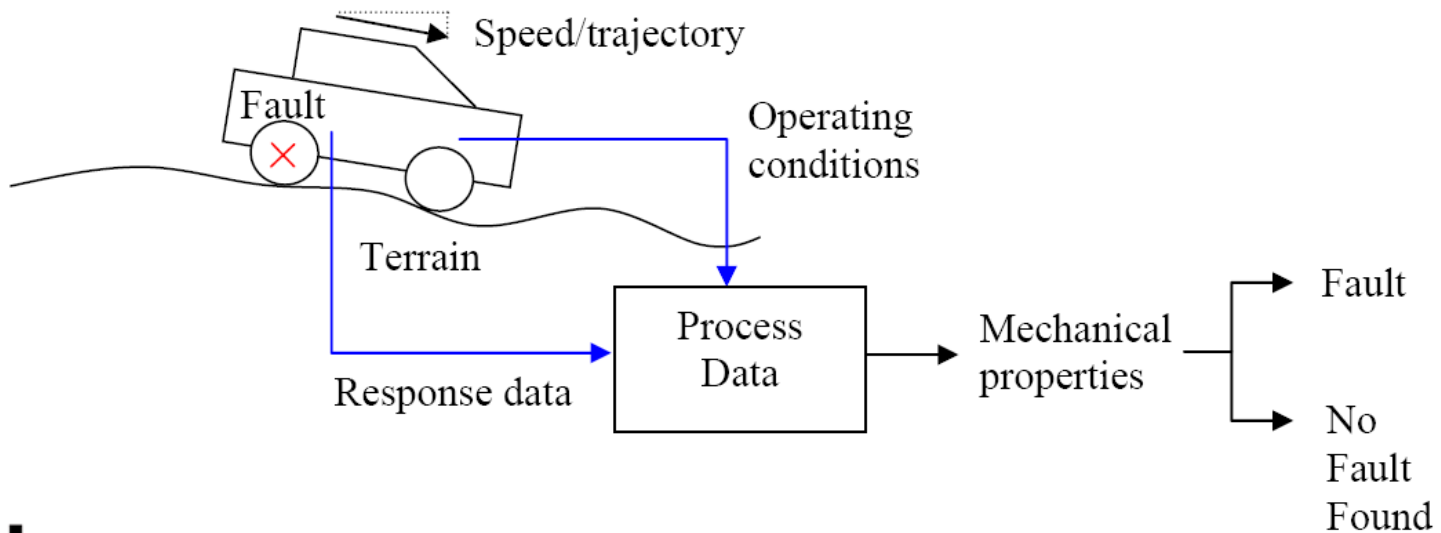 Speed/trajectory
Fault
Operating
conditions
Terrain
Process
Data
Response data
Mechanical
properties
Fault
No
Fault
Found